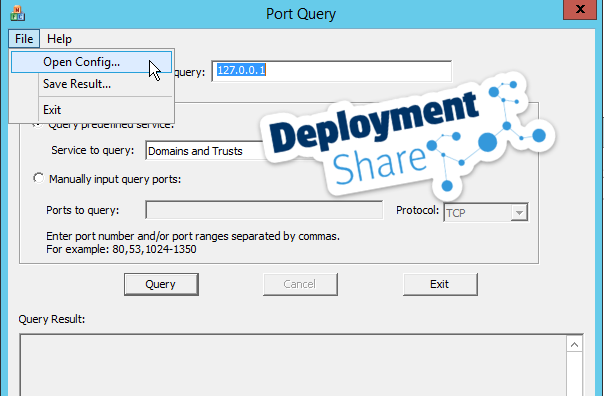 Port Query
File Help
Open Config...
query: 127.0.0.1
Save Result...
Exit
Query predefined service:
Service to query: Domains and Trusts
Deployment
Share
Manually input query ports:
Ports to query: Protocol: TCP
Enter port number and/or port ranges separated by commas.
For example: 80,53,1024-1350
Query Cancel Exit
Query Result: